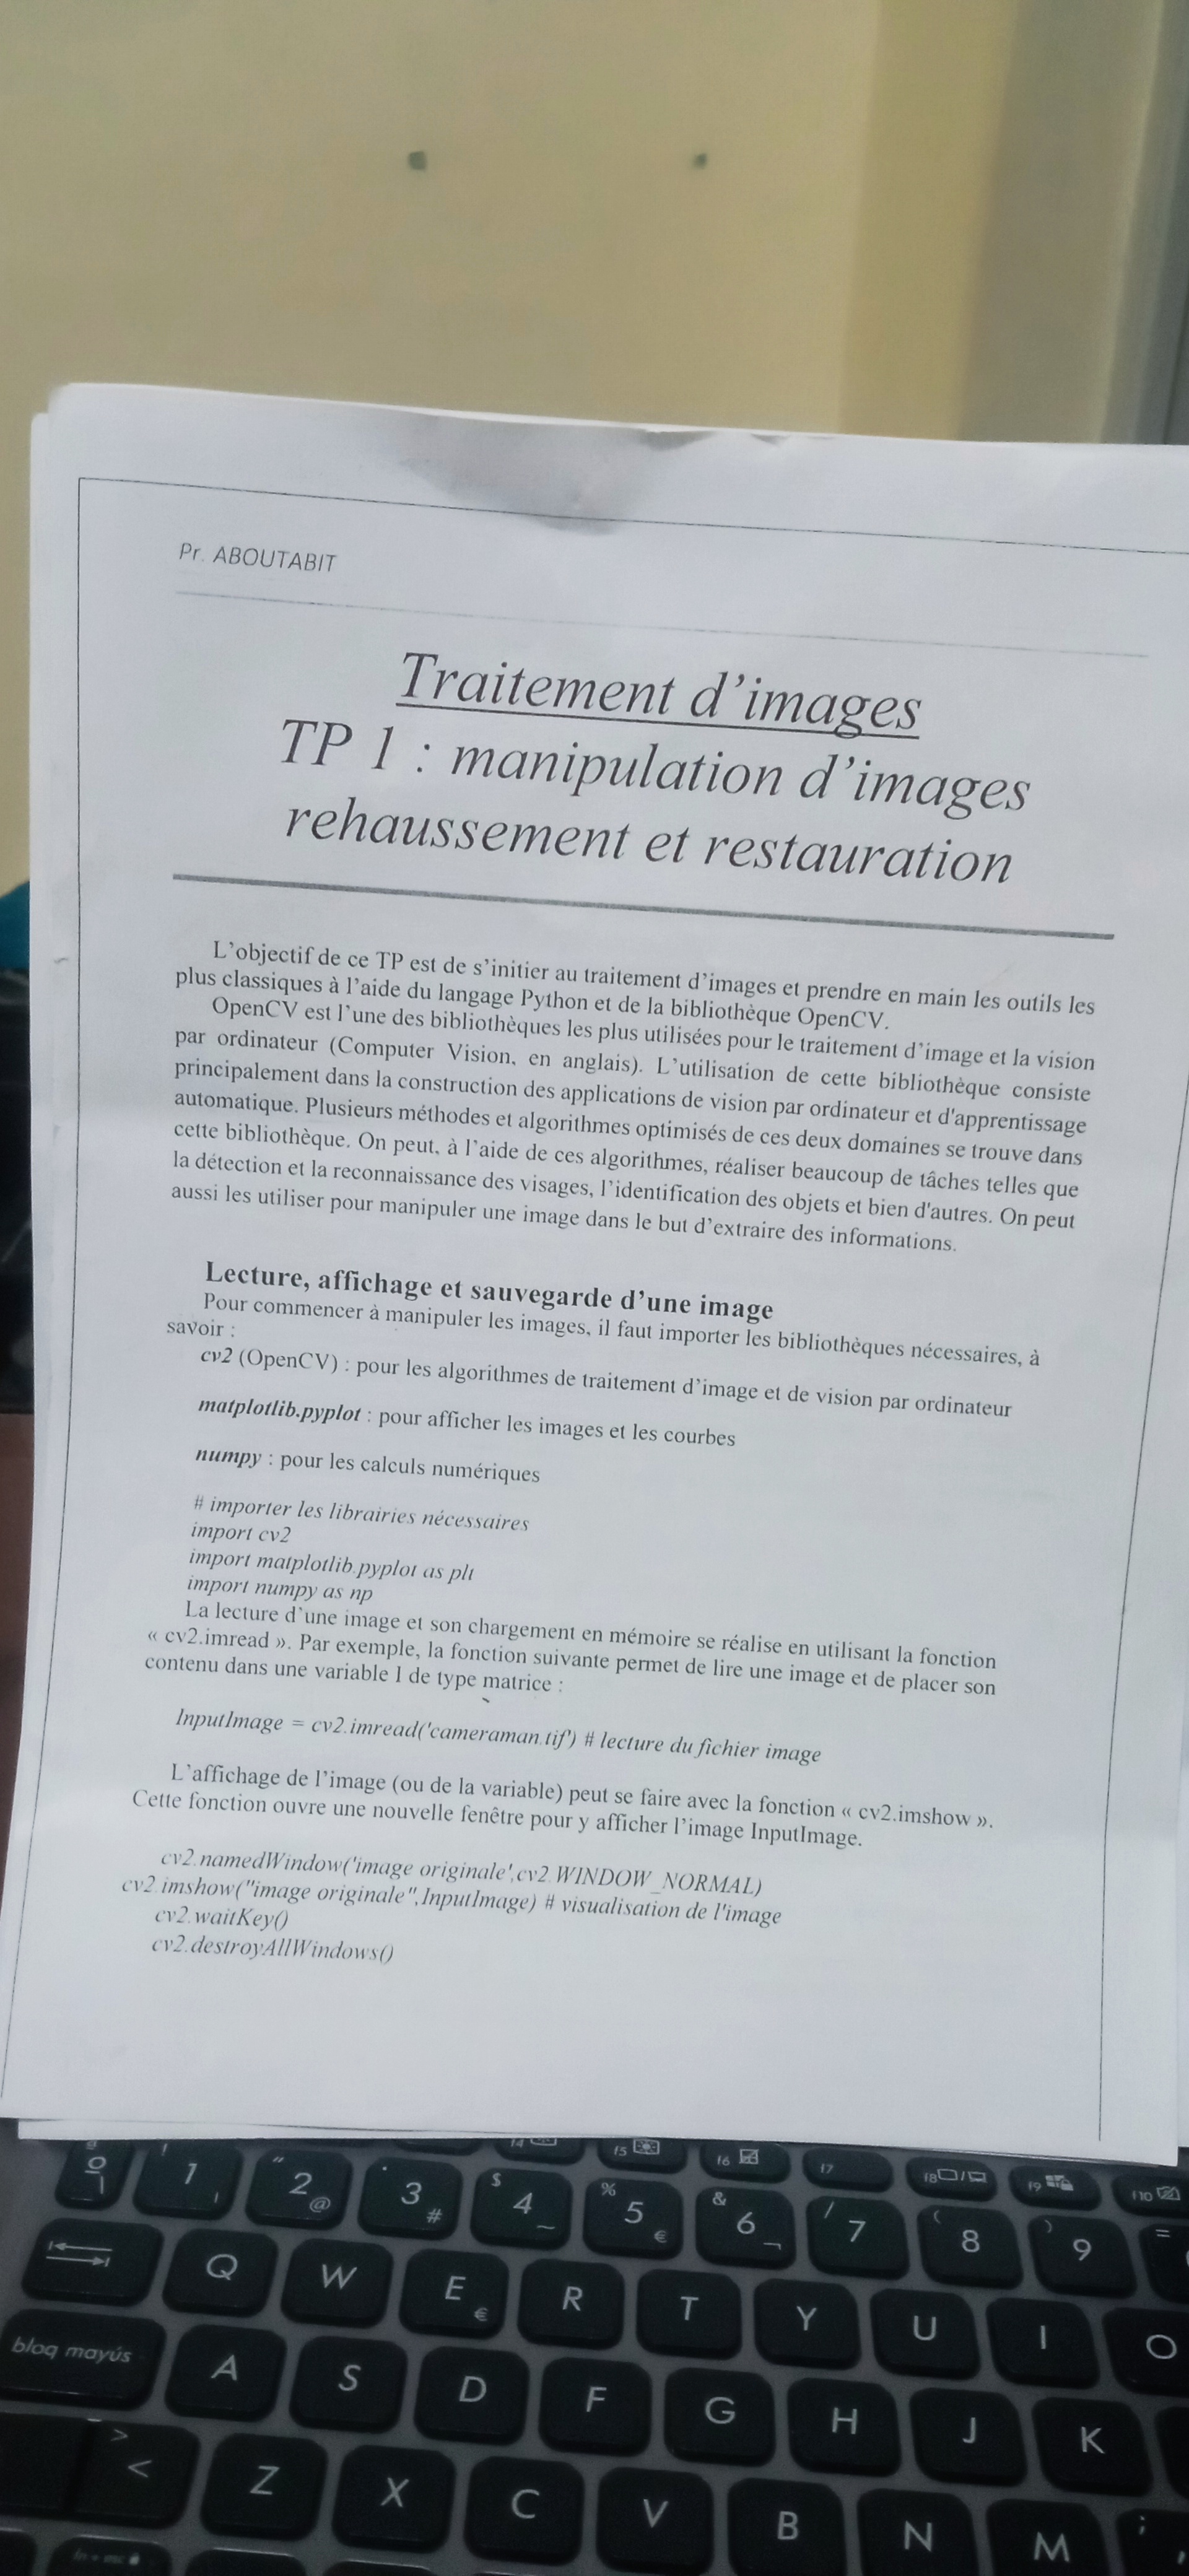 Pr. ABOUTABIT
Traitement d'images
TP 1 : manipulation d'images
rehaussement et restauration
L'objectif de ce TP est de s'initier au traitement d'images et prendre en main les outils les
plus classiques à l'aide du langage Python et de la bibliothèque OpenCV.
OpenCV est l'une des bibliothèques les plus utilisées pour le traitement d'image et la vision
par ordinateur (Computer Vision, en anglais). L'utilisation de cette bibliothèque consiste
principalement dans la construction des applications de vision par ordinateur et d'apprentissage
automatique. Plusieurs méthodes et algorithmes optimisés de ces deux domaines se trouve dans
cette bibliothèque. On peut, à l'aide de ces algorithmes, réaliser beaucoup de tâches telles que
la détection et la reconnaissance des visages, l'identification des objets et bien d'autres. On peut
aussi les utiliser pour manipuler une image dans le but d'extraire des informations.
Lecture, affichage et sauvegarde d'une image
Pour commencer à manipuler les images, il faut importer les bibliothèques nécessaires, à
savoir :
cv2 (OpenCV) : pour les algorithmes de traitement d'image et de vision par ordinateur
matplotlib.pyplot : pour afficher les images et les courbes
numpy : pour les calculs numériques
# importer les librairies nécessaires
import cv2
import matplotlib.pyplot as plt
import numpy as np
La lecture d'une image et son chargement en mémoire se réalise en utilisant la fonction
« cv2.imread ». Par exemple, la fonction suivante permet de lire une image et de placer son
contenu dans une variable I de type matrice :
InputImage = cv2.imread('cameraman.tif') # lecture du fichier image
L'affichage de l'image (ou de la variable) peut se faire avec la fonction « cv2.imshow ».
Cette fonction ouvre une nouvelle fenêtre pour y afficher l'image InputImage.
cv2.namedWindow('image originale',cv2.WINDOW_NORMAL)
cv2.imshow("image originale",InputImage) # visualisation de l'image
cv2.waitKey()
cv2.destroyAllWindows()
f4 f5 f6 f7 f8 f9 f10
º ª \ 1 ! | 2 " @ 3 · # 4 $ ~ 5 % € 6 & ¬ 7 / 8 ( 9 ) =
Q W E € R T Y U I O
bloq mayús A S D F G H J K
> < Z X C V B N M ; ,
fn + esc